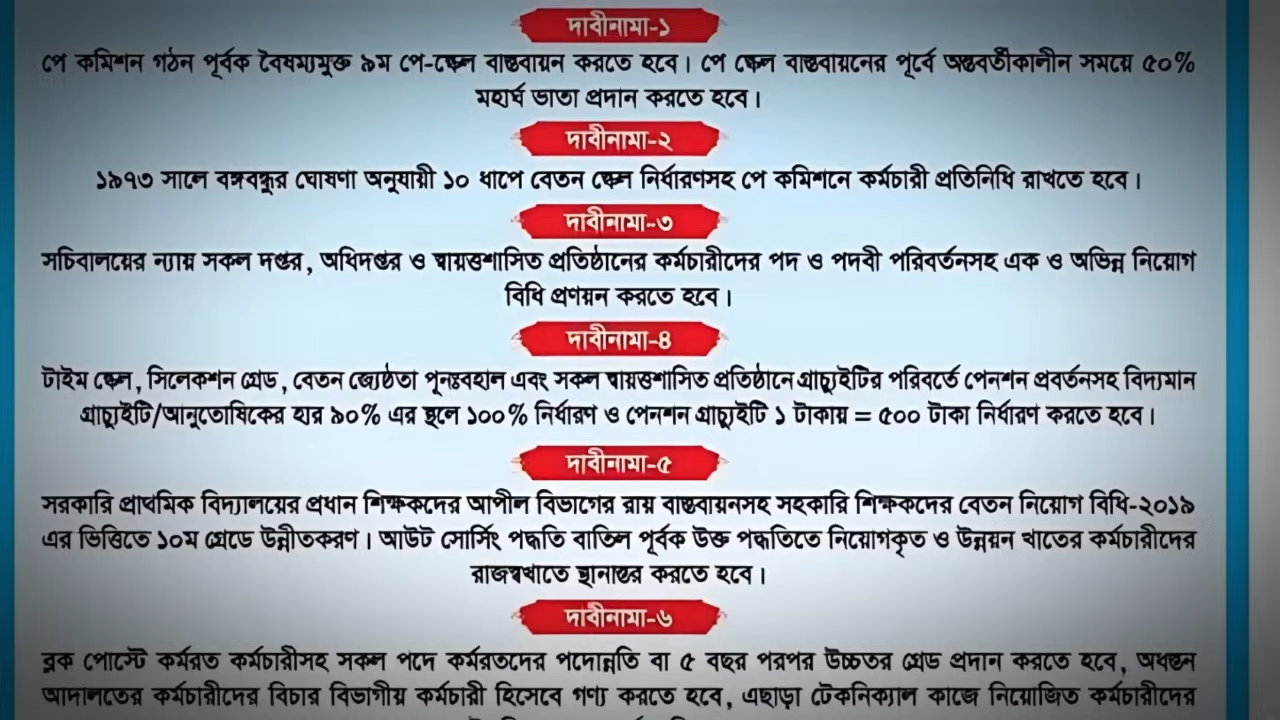 দাবীনামা-১
পে কমিশন গঠন পূর্বক বৈষম্যমুক্ত ৯ম পে-স্কেল বাস্তবায়ন করতে হবে। পে স্কেল বাস্তবায়নের পূর্বে অন্তবর্তীকালীন সময়ে ৫০%
মহার্ঘ ভাতা প্রদান করতে হবে।
দাবীনামা-২
১৯৭৩ সালে বঙ্গবন্ধুর ঘোষণা অনুযায়ী ১০ ধাপে বেতন স্কেল নির্ধারণসহ পে কমিশনে কর্মচারী প্রতিনিধি রাখতে হবে।
দাবীনামা-৩
সচিবালয়ের ন্যায় সকল দপ্তর, অধিদপ্তর ও স্বায়ত্তশাসিত প্রতিষ্ঠানের কর্মচারীদের পদ ও পদবী পরিবর্তনসহ এক ও অভিন্ন নিয়োগ
বিধি প্রণয়ন করতে হবে।
দাবীনামা-৪
টাইম স্কেল, সিলেকশন গ্রেড, বেতন জ্যেষ্ঠতা পূনঃবহাল এবং সকল স্বায়ত্তশাসিত প্রতিষ্ঠানে গ্রাচ্যুইটির পরিবর্তে পেনশন প্রবর্তনসহ বিদ্যমান
গ্রাচ্যুইটি/আনুতোষিকের হার ৯০% এর স্থলে ১০০% নির্ধারণ ও পেনশন গ্রাচ্যুইটি ১ টাকায় = ৫০০ টাকা নির্ধারণ করতে হবে।
দাবীনামা-৫
সরকারি প্রাথমিক বিদ্যালয়ের প্রধান শিক্ষকদের আপীল বিভাগের রায় বাস্তবায়নসহ সহকারি শিক্ষকদের বেতন নিয়োগ বিধি-২০১৯
এর ভিত্তিতে ১০ম গ্রেডে উন্নীতকরণ। আউট সোর্সিং পদ্ধতি বাতিল পূর্বক উক্ত পদ্ধতিতে নিয়োগকৃত ও উন্নয়ন খাতের কর্মচারীদের
রাজস্বখাতে স্থানান্তর করতে হবে।
দাবীনামা-৬
ব্লক পোস্টে কর্মরত কর্মচারীসহ সকল পদে কর্মরতদের পদোন্নতি বা ৫ বছর পরপর উচ্চতর গ্রেড প্রদান করতে হবে, অধস্তন
আদালতের কর্মচারীদের বিচার বিভাগীয় কর্মচারী হিসেবে গণ্য করতে হবে, এছাড়া টেকনিক্যাল কাজে নিয়োজিত কর্মচারীদের